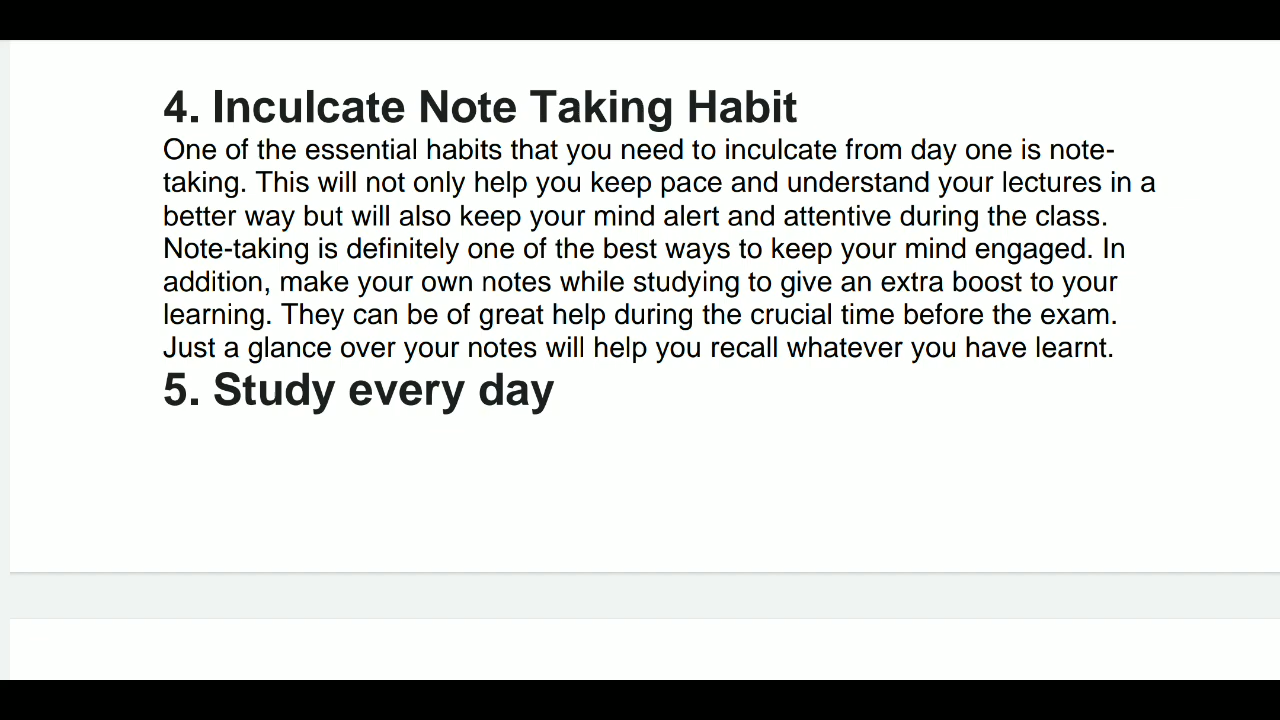 4. Inculcate Note Taking Habit
One of the essential habits that you need to inculcate from day one is note-
taking. This will not only help you keep pace and understand your lectures in a
better way but will also keep your mind alert and attentive during the class.
Note-taking is definitely one of the best ways to keep your mind engaged. In
addition, make your own notes while studying to give an extra boost to your
learning. They can be of great help during the crucial time before the exam.
Just a glance over your notes will help you recall whatever you have learnt.
5. Study every day